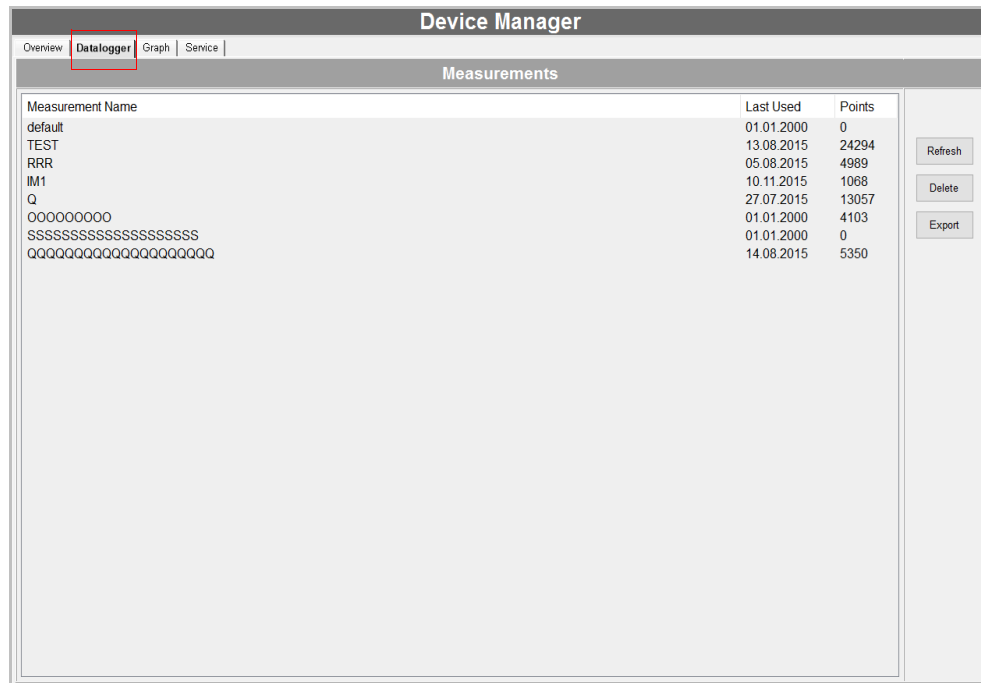 Device Manager
Overview Datalogger Graph Service
Measurements
Measurement Name Last Used Points
default 01.01.2000 0
TEST 13.08.2015 24294
RRR 05.08.2015 4989
IM1 10.11.2015 1068
Q 27.07.2015 13057
OOOOOOOOO 01.01.2000 4103
SSSSSSSSSSSSSSSSSSSS 01.01.2000 0
QQQQQQQQQQQQQQQQQQQQ 14.08.2015 5350
Refresh
Delete
Export